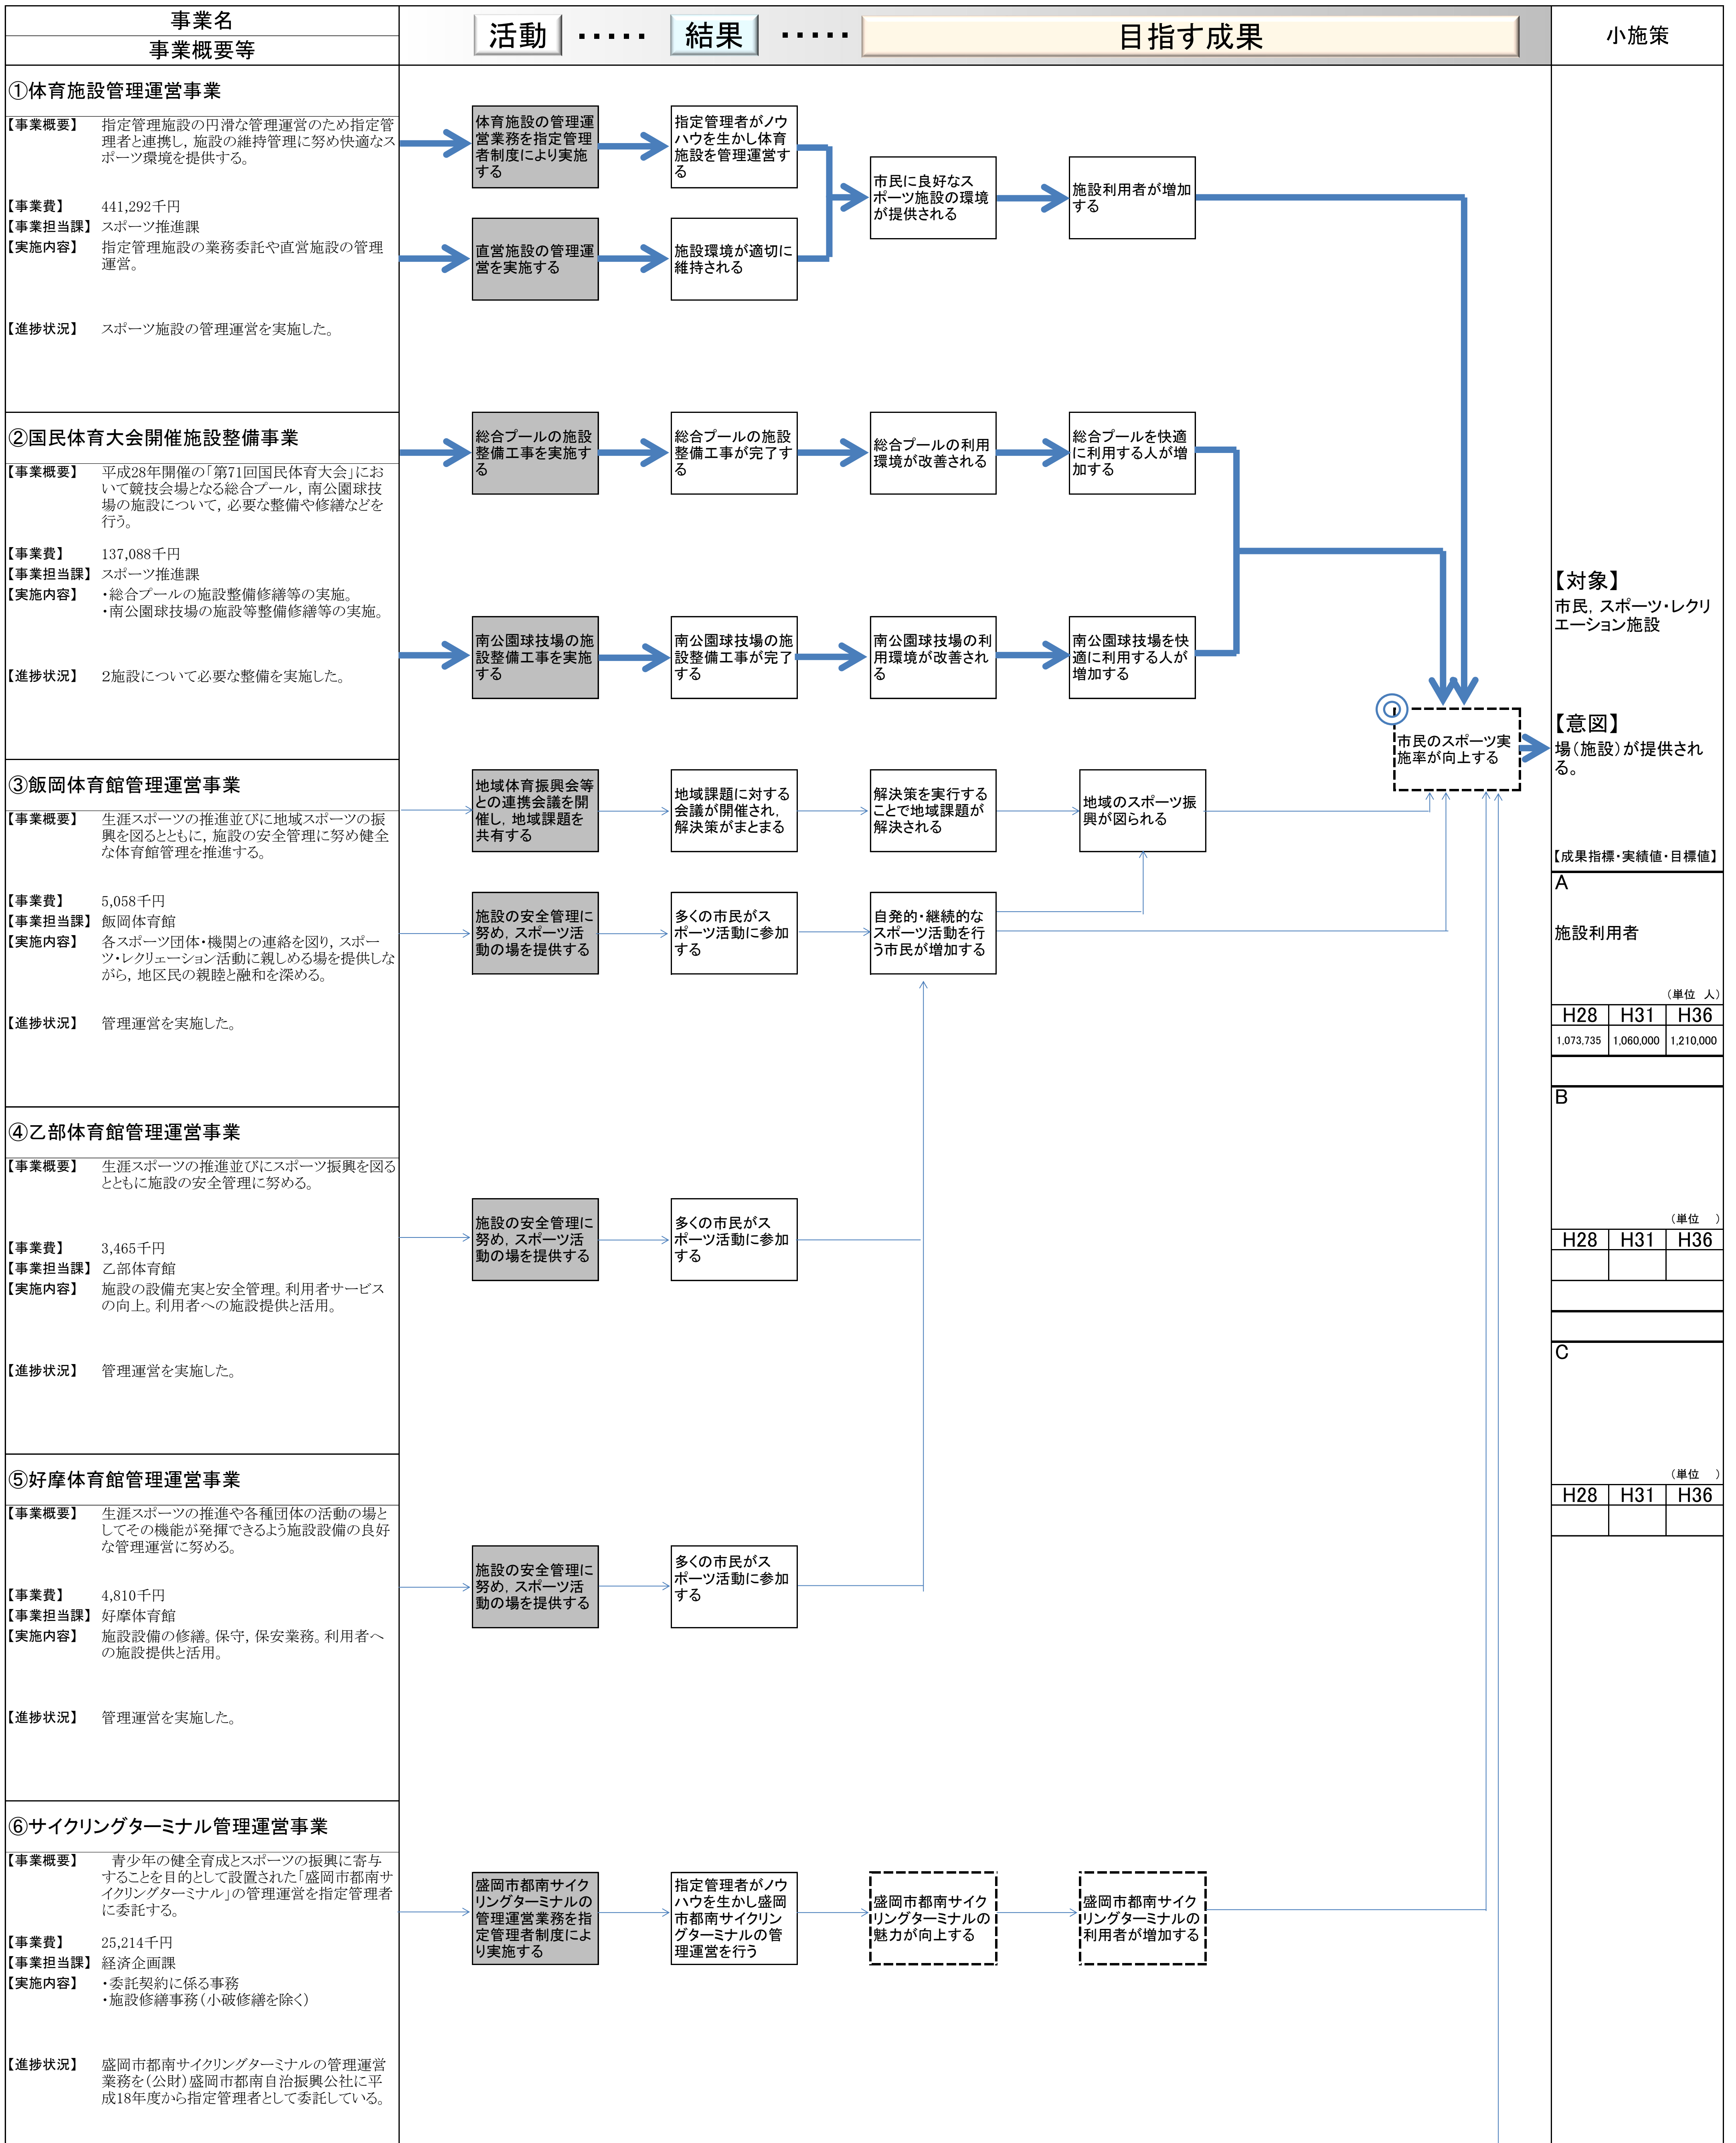 事業名
事業概要等
活動 ・・・・・ 結果 ・・・・・ 目指す成果
小施策
①体育施設管理運営事業
【事業概要】 指定管理施設の円滑な管理運営のため指定管
理者と連携し，施設の維持管理に努め快適なス
ポーツ環境を提供する。
【事業費】 441,292千円
【事業担当課】 スポーツ推進課
【実施内容】 指定管理施設の業務委託や直営施設の管理
運営。
【進捗状況】 スポーツ施設の管理運営を実施した。
体育施設の管理運
営業務を指定管理
者制度により実施
する
指定管理者がノウ
ハウを生かし体育
施設を管理運営す
る
直営施設の管理運
営を実施する
施設環境が適切に
維持される
市民に良好なス
ポーツ施設の環境
が提供される
施設利用者が増加
する
②国民体育大会開催施設整備事業
【事業概要】 平成28年開催の「第71回国民体育大会」にお
いて競技会場となる総合プール，南公園球技
場の施設について，必要な整備や修繕などを
行う。
【事業費】 137,088千円
【事業担当課】 スポーツ推進課
【実施内容】 ・総合プールの施設整備修繕等の実施。
・南公園球技場の施設等整備修繕等の実施。
【進捗状況】 2施設について必要な整備を実施した。
総合プールの施設
整備工事を実施す
る
総合プールの施設
整備工事が完了す
る
総合プールの利用
環境が改善される
総合プールを快適
に利用する人が増
加する
南公園球技場の施
設整備工事を実施
する
南公園球技場の施
設整備工事が完了
する
南公園球技場の利
用環境が改善され
る
南公園球技場を快
適に利用する人が
増加する
◎
市民のスポーツ実
施率が向上する
③飯岡体育館管理運営事業
【事業概要】 生涯スポーツの推進並びに地域スポーツの振
興を図るとともに，施設の安全管理に努め健全
な体育館管理を推進する。
【事業費】 5,058千円
【事業担当課】 飯岡体育館
【実施内容】 各スポーツ団体・機関との連絡を図り，スポー
ツ・レクリェーション活動に親しめる場を提供しな
がら，地区民の親睦と融和を深める。
【進捗状況】 管理運営を実施した。
地域体育振興会等
との連携会議を開
催し，地域課題を
共有する
地域課題に対する
会議が開催され，
解決策がまとまる
解決策を実行する
ことで地域課題が
解決される
地域のスポーツ振
興が図られる
施設の安全管理に
努め，スポーツ活
動の場を提供する
多くの市民がス
ポーツ活動に参加
する
自発的・継続的な
スポーツ活動を行
う市民が増加する
④乙部体育館管理運営事業
【事業概要】 生涯スポーツの推進並びにスポーツ振興を図る
とともに施設の安全管理に努める。
【事業費】 3,465千円
【事業担当課】 乙部体育館
【実施内容】 施設の設備充実と安全管理。利用者サービス
の向上。利用者への施設提供と活用。
【進捗状況】 管理運営を実施した。
施設の安全管理に
努め，スポーツ活
動の場を提供する
多くの市民がス
ポーツ活動に参加
する
⑤好摩体育館管理運営事業
【事業概要】 生涯スポーツの推進や各種団体の活動の場と
してその機能が発揮できるよう施設設備の良好
な管理運営に努める。
【事業費】 4,810千円
【事業担当課】 好摩体育館
【実施内容】 施設設備の修繕。保守，保安業務。利用者へ
の施設提供と活用。
【進捗状況】 管理運営を実施した。
施設の安全管理に
努め，スポーツ活
動の場を提供する
多くの市民がス
ポーツ活動に参加
する
⑥サイクリングターミナル管理運営事業
【事業概要】 青少年の健全育成とスポーツの振興に寄与
することを目的として設置された「盛岡市都南サ
イクリングターミナル」の管理運営を指定管理者
に委託する。
【事業費】 25,214千円
【事業担当課】 経済企画課
【実施内容】 ・委託契約に係る事務
・施設修繕事務（小破修繕を除く）
【進捗状況】 盛岡市都南サイクリングターミナルの管理運営
業務を（公財）盛岡市都南自治振興公社に平
成18年度から指定管理者として委託している。
盛岡市都南サイク
リングターミナルの
管理運営業務を指
定管理者制度によ
り実施する
指定管理者がノウ
ハウを生かし盛岡
市都南サイクリン
グターミナルの管
理運営を行う
盛岡市都南サイク
リングターミナルの
魅力が向上する
盛岡市都南サイク
リングターミナルの
利用者が増加する
【対象】
市民，スポーツ・レクリ
エーション施設
【意図】
場（施設）が提供され
る。
【成果指標・実績値・目標値】
A
施設利用者
（単位 人）
H28 H31 H36
1,073,735 1,060,000 1,210,000
B
（単位 ）
H28 H31 H36
C
（単位 ）
H28 H31 H36